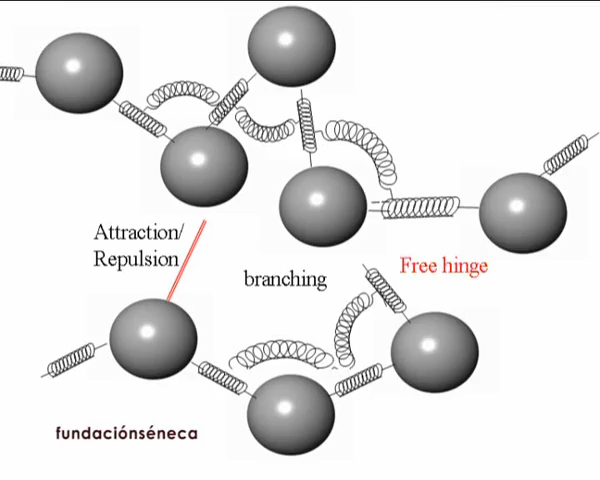 Attraction/
Repulsion
branching
Free hinge
fundaciónséneca